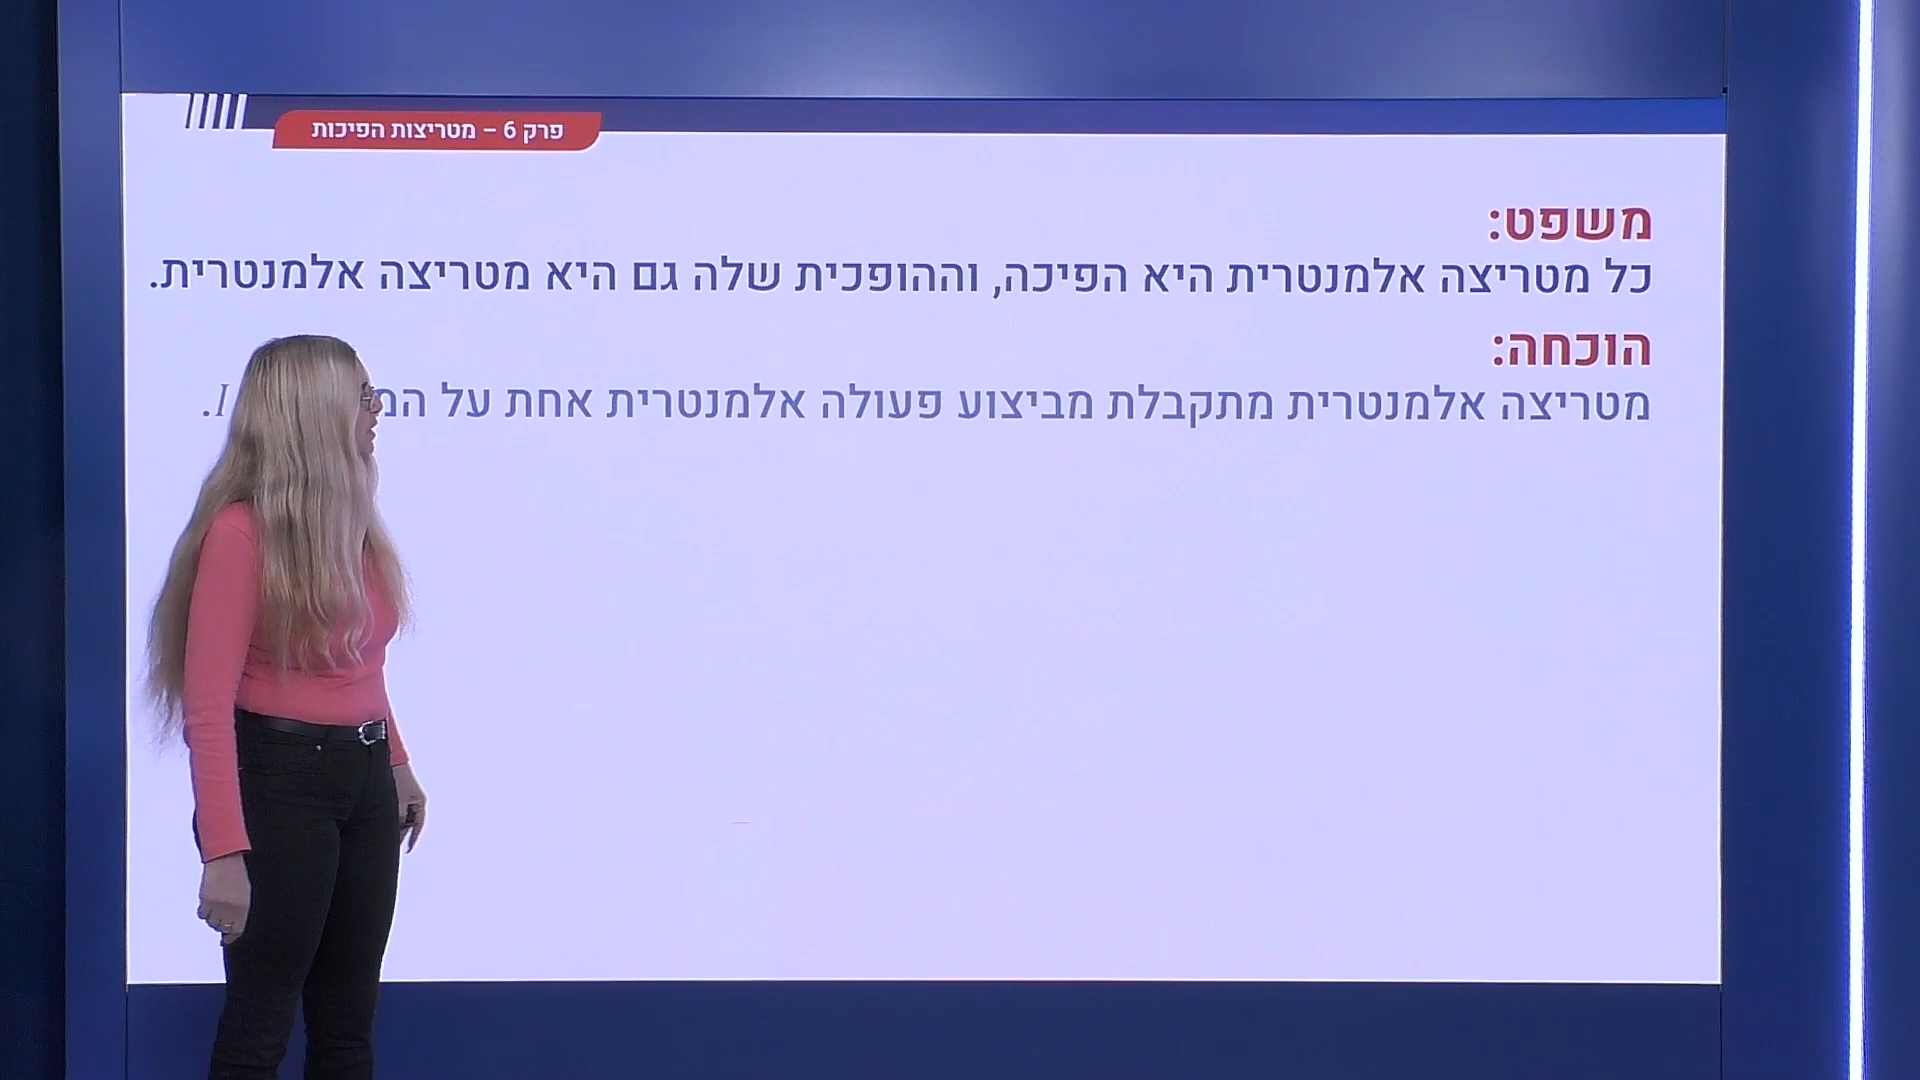 פרק 6 – מטריצות הפיכות
משפט:
כל מטריצה אלמנטרית היא הפיכה, וההופכית שלה גם היא מטריצה אלמנטרית.
הוכחה:
מטריצה אלמנטרית מתקבלת מביצוע פעולה אלמנטרית אחת על I.